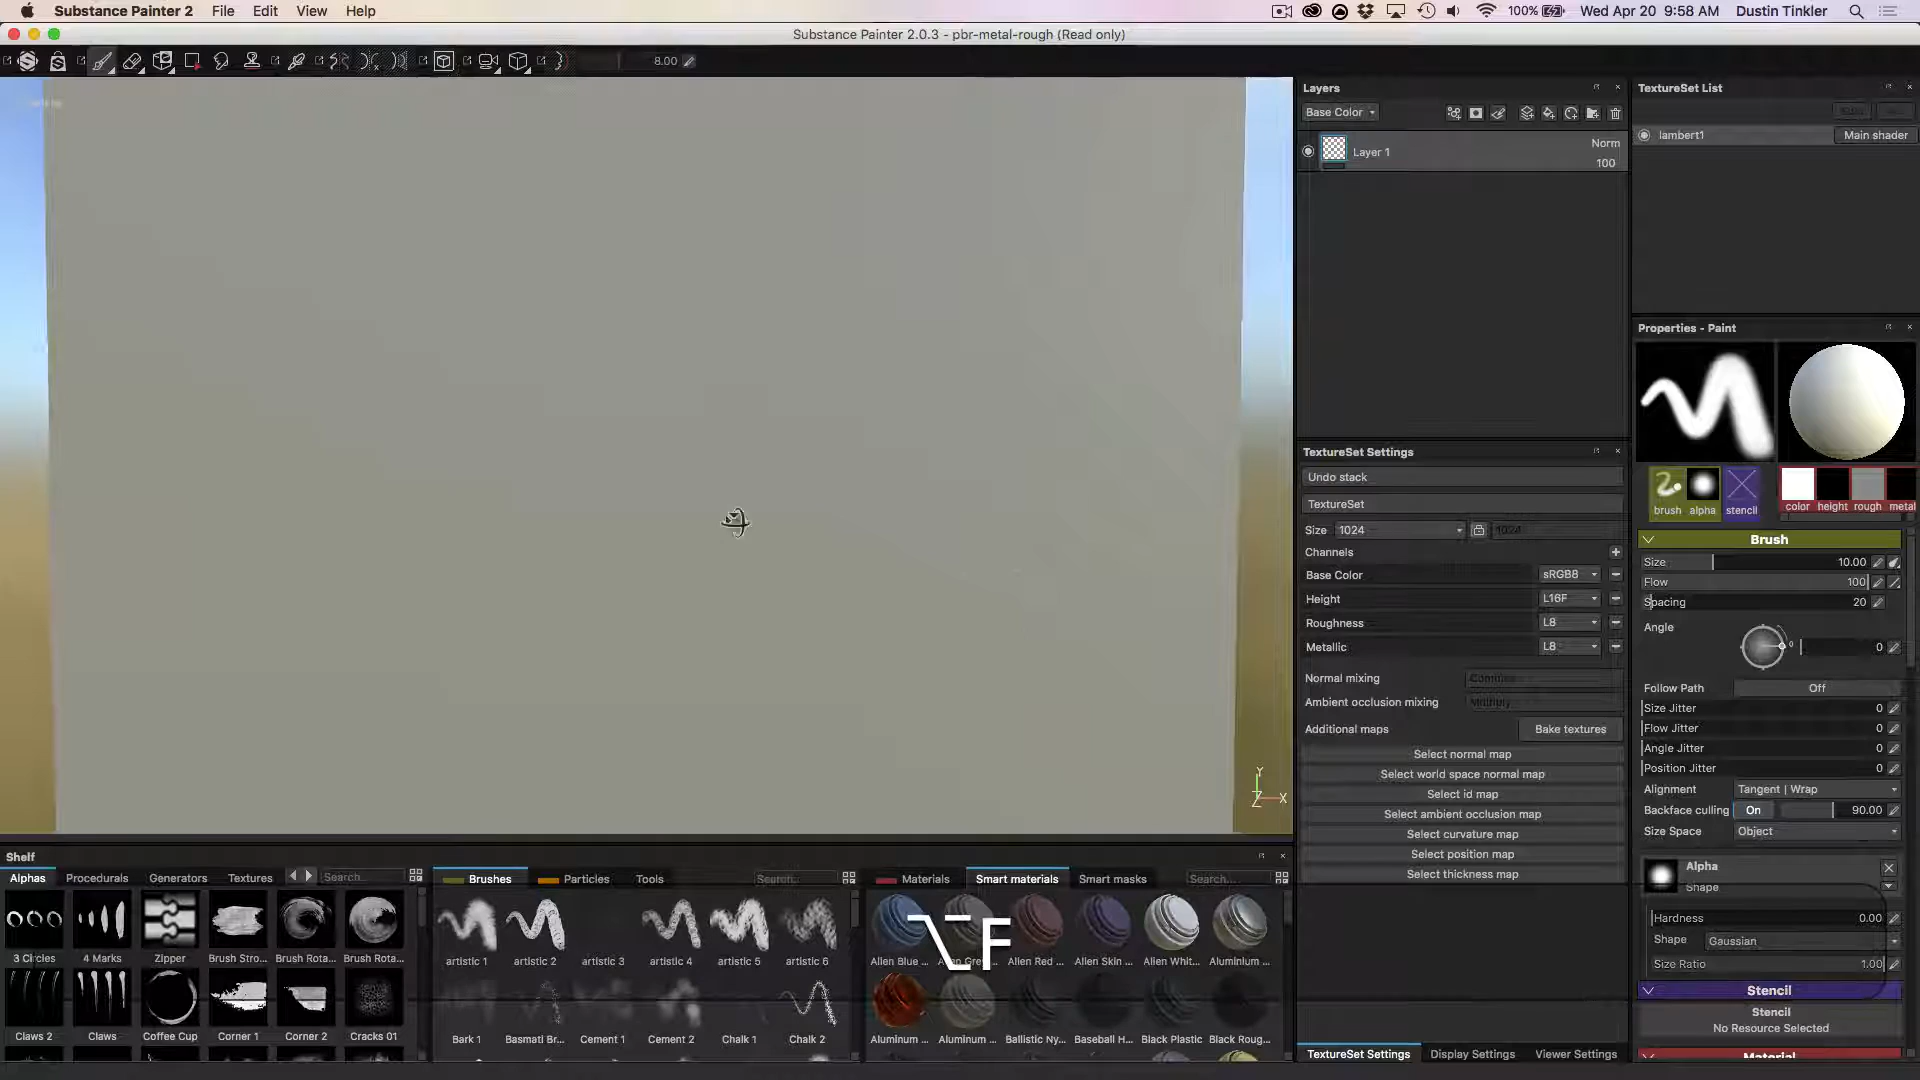 Substance Painter 2 File Edit View Help
100% Wed Apr 20 9:58 AM Dustin Tinkler
Substance Painter 2.0.3 - pbr-metal-rough (Read only)
8.00
Layers
Base Color
Layer 1
Norm
100
TextureSet List
lambert1
Main shader
Properties - Paint
brush alpha stencil
color height rough metal
Brush
Size 10.00
Flow 100
Spacing 20
Angle 0
Follow Path Off
Size Jitter 0
Flow Jitter 0
Angle Jitter 0
Position Jitter 0
Alignment Tangent | Wrap
Backface culling On 90.00
Size Space Object
Alpha
Shape
Hardness 0.00
Shape Gaussian
Size Ratio 1.00
Stencil
Stencil
No Resource Selected
Material
TextureSet Settings
Undo stack
TextureSet
Size 1024 1024
Channels
Base Color sRGB8
Height L16F
Roughness L8
Metallic L8
Normal mixing
Ambient occlusion mixing Multiply
Additional maps Bake textures
Select normal map
Select world space normal map
Select id map
Select ambient occlusion map
Select curvature map
Select position map
Select thickness map
TextureSet Settings Display Settings Viewer Settings
Y
Z X
Shelf
Alphas Procedurals Generators Textures Search...
3 Circles 4 Marks Zipper Brush Stro... Brush Rota... Brush Rota...
Claws 2 Claws Coffee Cup Corner 1 Corner 2 Cracks 01
Brushes Particles Tools Search...
artistic 1 artistic 2 artistic 3 artistic 4 artistic 5 artistic 6
Bark 1 Basmati Br... Cement 1 Cement 2 Chalk 1 Chalk 2
Materials Smart materials Smart masks Search...
Alien Blue ... Alien Grey... Alien Red ... Alien Skin ... Alien Whit... Aluminium ...
Aluminum ... Aluminum ... Ballistic Ny... Baseball H... Black Plastic Black Roug...
⌥F